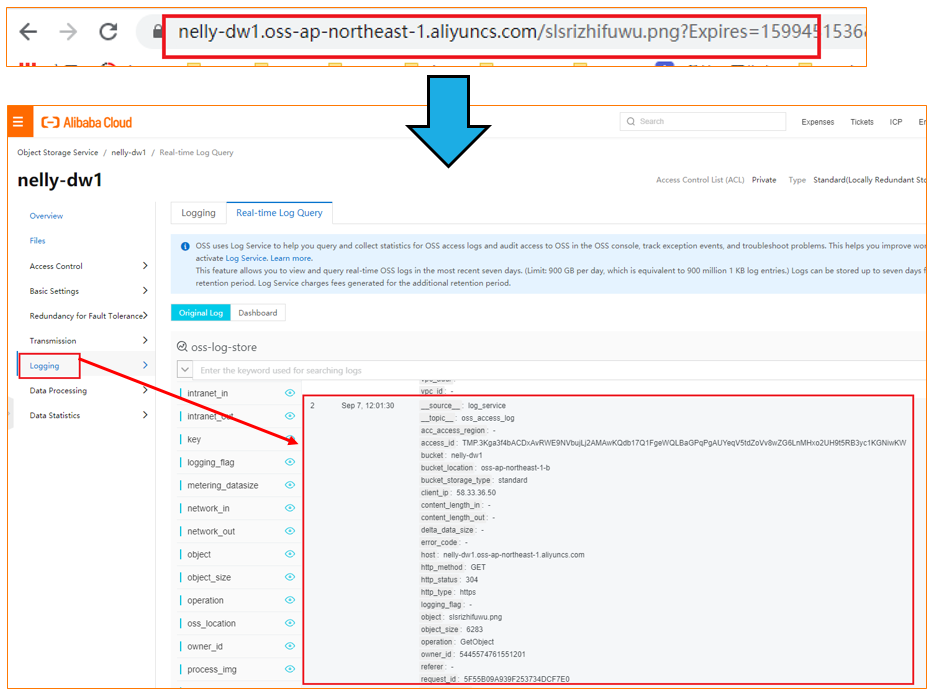 nelly-dw1.oss-ap-northeast-1.aliyuncs.com/slsrizhifuwu.png?Expires=1599451536
Alibaba Cloud
Search
Expenses
Tickets
ICP
Object Storage Service / nelly-dw1 / Real-time Log Query
nelly-dw1
Access Control List (ACL) Private Type Standard(Locally Redundant
Overview
Files
Access Control
Basic Settings
Redundancy for Fault Tolerance
Transmission
Logging
Data Processing
Data Statistics
Logging
Real-time Log Query
OSS uses Log Service to help you query and collect statistics for OSS access logs and audit access to OSS in the OSS console, track exception events, and troubleshoot problems. This helps you improve
activate Log Service. Learn more.
This feature allows you to view and query real-time OSS logs in the most recent seven days. (Limit: 900 GB per day, which is equivalent to 900 million 1 KB log entries.) Logs can be stored up to seven days
retention period. Log Service charges fees generated for the additional retention period.
Original Log
Dashboard
oss-log-store
Enter the keyword used for searching logs
intranet_in
intranet_out
key
logging_flag
metering_datasize
network_in
network_out
object
object_size
operation
oss_location
owner_id
process_img
vpc_id : -
2
Sep 7, 12:01:30
__source__ : log_service
__topic__ : oss_access_log
acc_access_region : -
access_id : TMP.3Kga3f4bACDxAvRWE9NVbujLj2AMAwKQdb17Q1FgeWQLBaGPqPgAUYeqV5tdZoVv8wZG6LnMHxo2UH9t5RB3yc1KGNiwKW
bucket : nelly-dw1
bucket_location : oss-ap-northeast-1-b
bucket_storage_type : standard
client_ip : 58.33.36.50
content_length_in : -
content_length_out : -
delta_data_size : -
error_code : -
host : nelly-dw1.oss-ap-northeast-1.aliyuncs.com
http_method : GET
http_status : 304
http_type : https
logging_flag : -
object : slsrizhifuwu.png
object_size : 6283
operation : GetObject
owner_id : 5445574761551201
referer : -
request_id : 5F55B09A939F253734DCF7E0